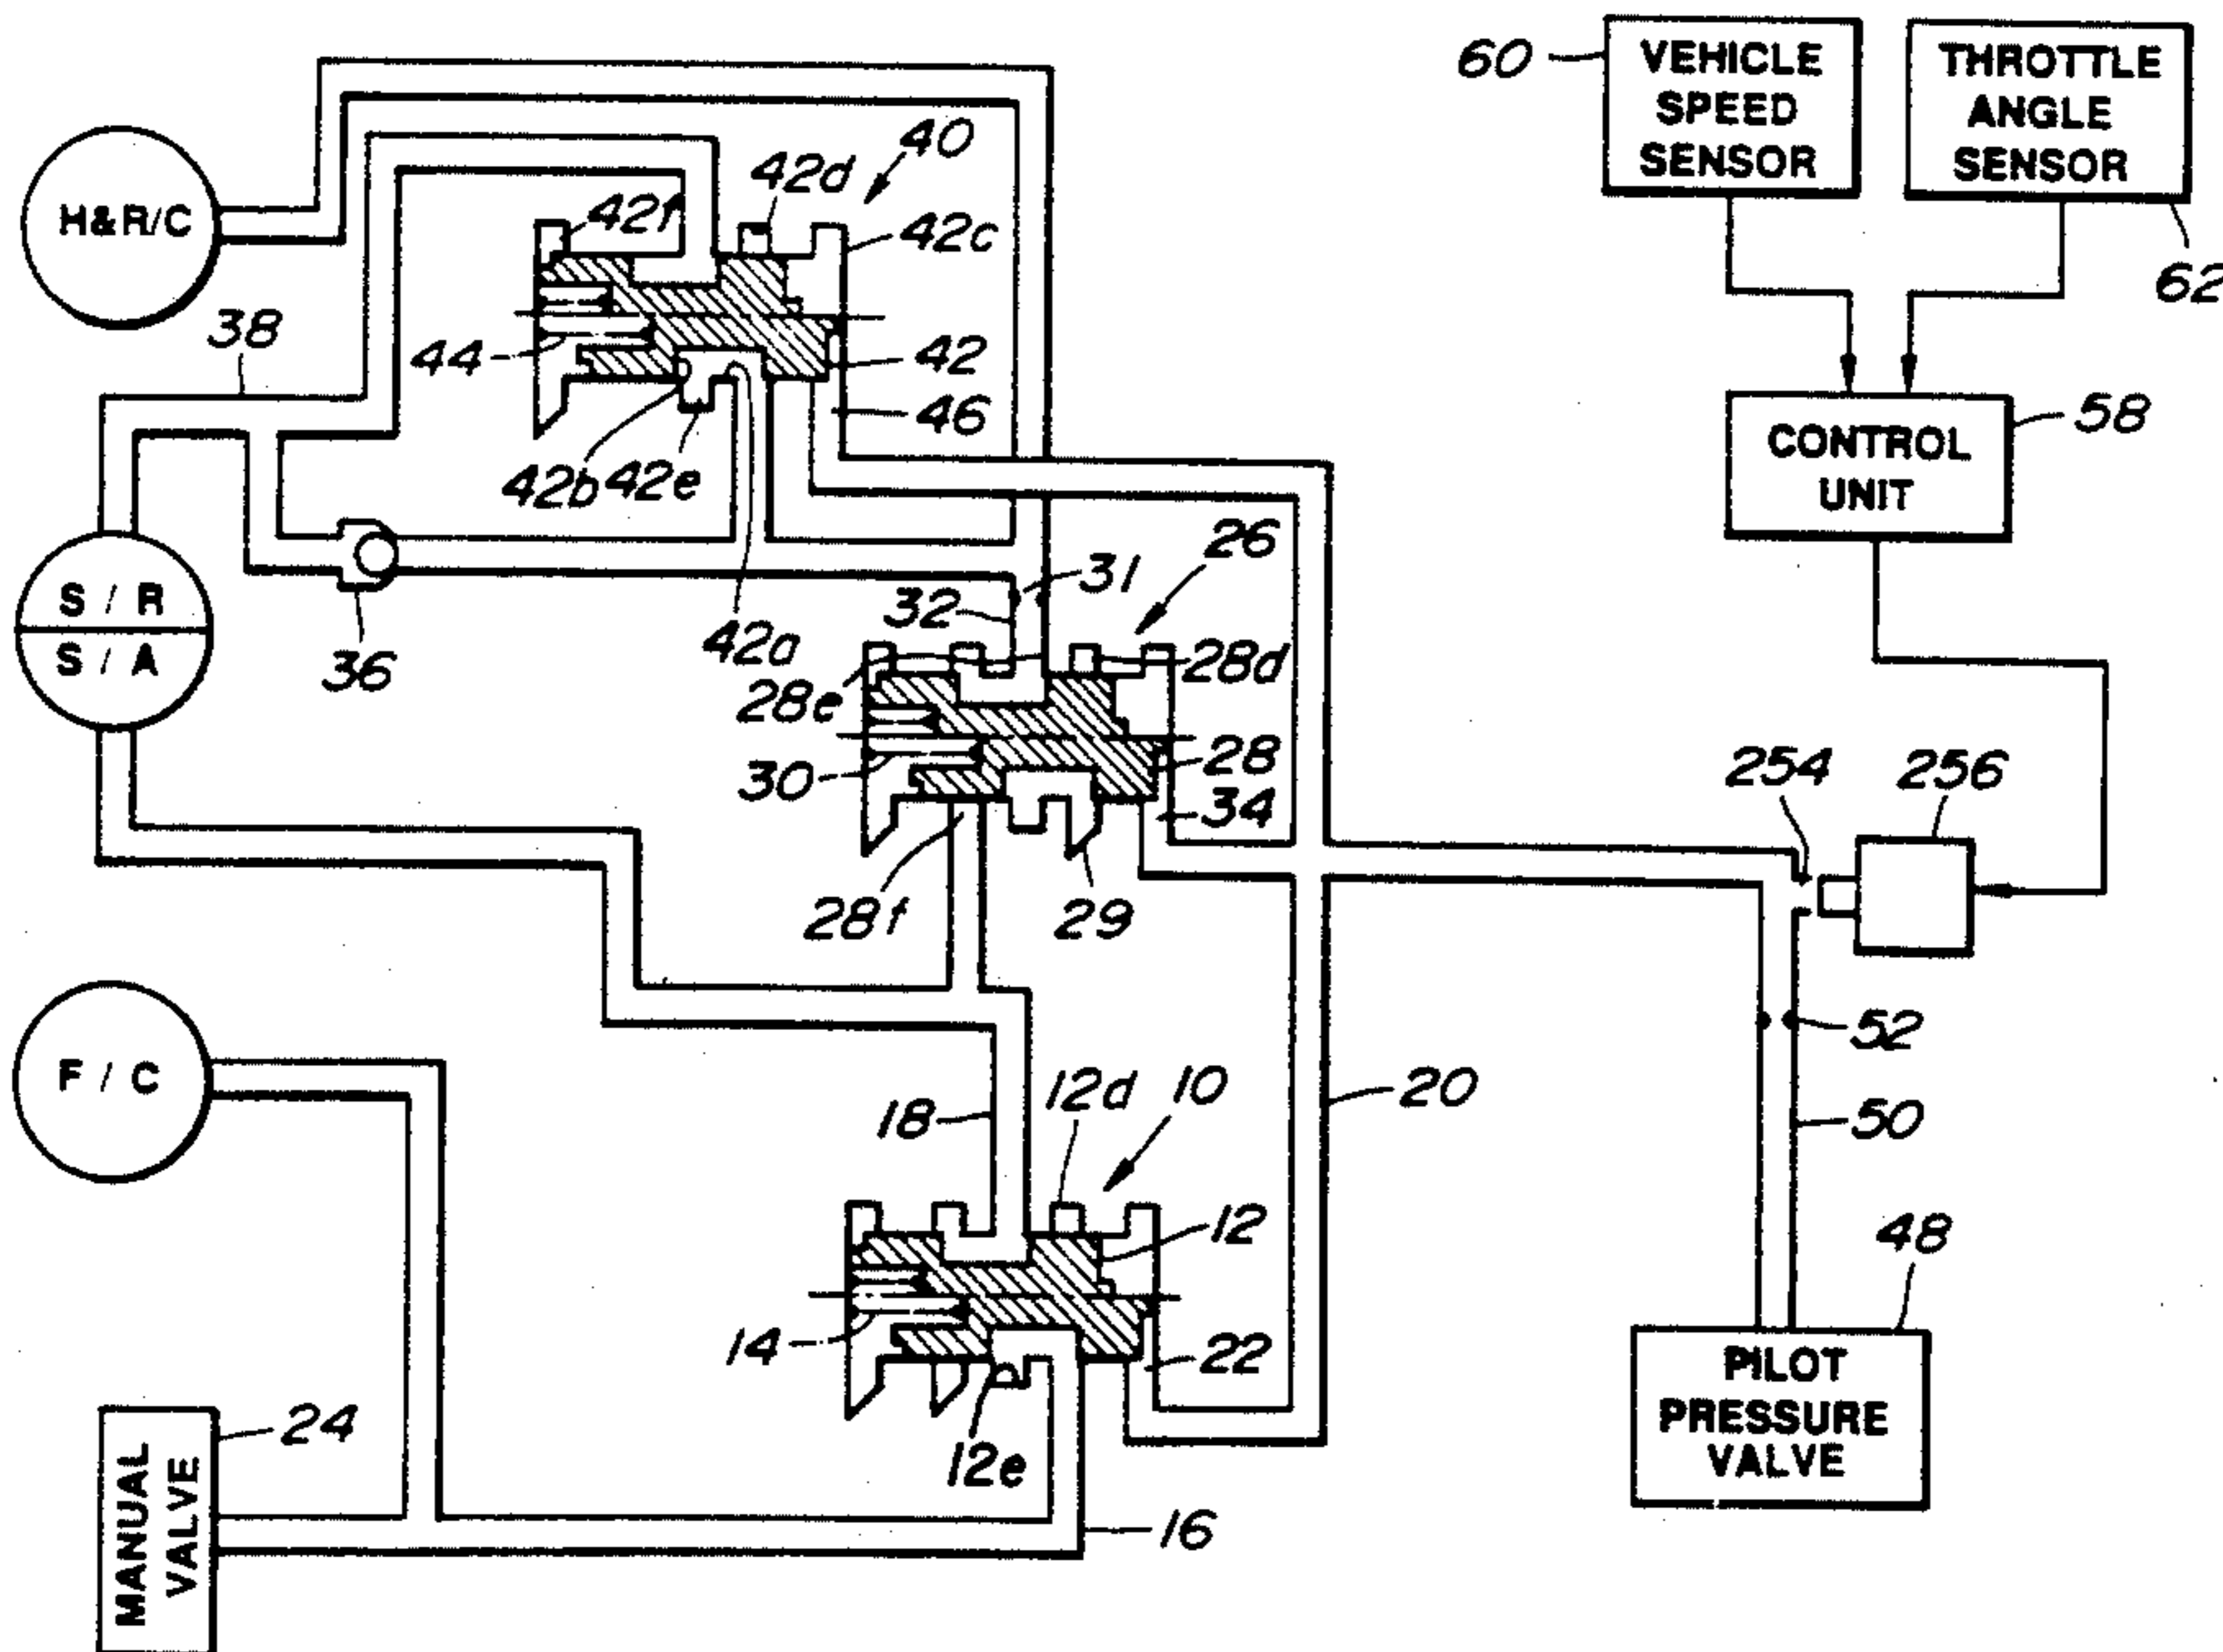 60
VEHICLE
SPEED
SENSOR
THROTTLE
ANGLE
SENSOR
62
40
42d
42f
42c
H&R/C
38
44
42
46
42b
42e
58
CONTROL
UNIT
26
31
32
42a
36
S / R
S / A
28e
28d
28
30
34
254
256
28f
29
52
F / C
18
12d
10
20
50
12
48
14
22
PILOT
PRESSURE
VALVE
24
12e
MANUAL
VALVE
16